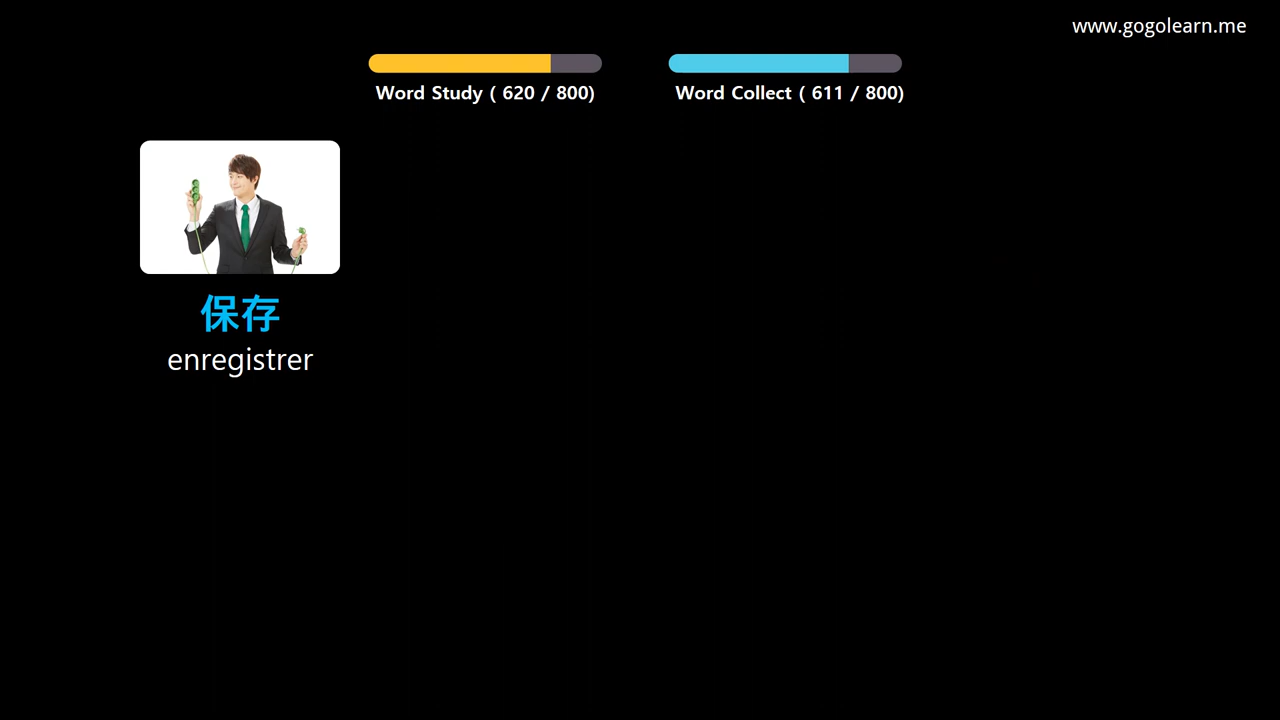 www.gogolearn.me
Word Study ( 620 / 800)
Word Collect ( 611 / 800)
保存
enregistrer